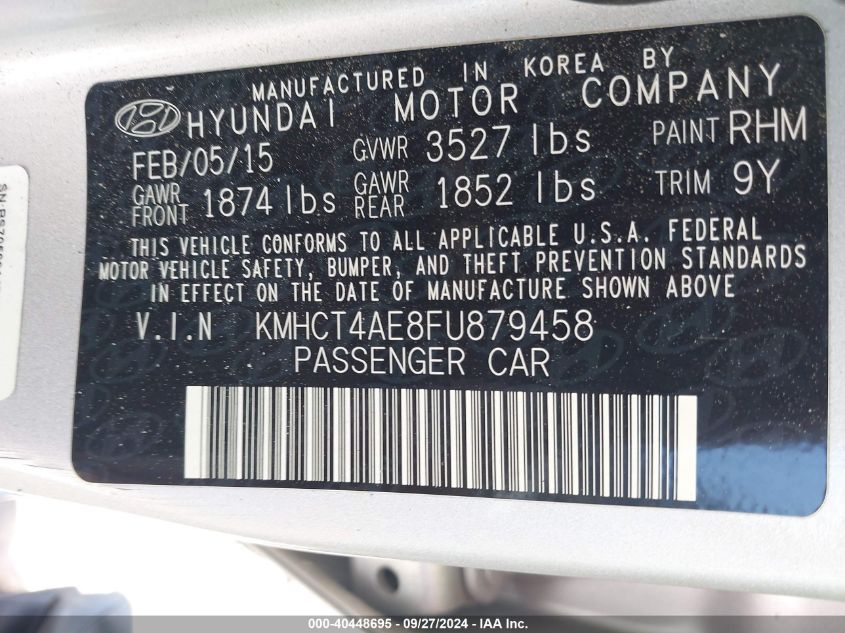 MANUFACTURED IN KOREA BY
HYUNDAI MOTOR COMPANY
FEB/05/15 GVWR 3527 lbs PAINT RHM
GAWR FRONT 1874 lbs GAWR REAR 1852 lbs TRIM 9Y
THIS VEHICLE CONFORMS TO ALL APPLICABLE U.S.A. FEDERAL
MOTOR VEHICLE SAFETY, BUMPER, AND THEFT PREVENTION STANDARDS
IN EFFECT ON THE DATE OF MANUFACTURE SHOWN ABOVE
V.I.N KMHCT4AE8FU879458
PASSENGER CAR
000-40448695 - 09/27/2024 - IAA Inc.